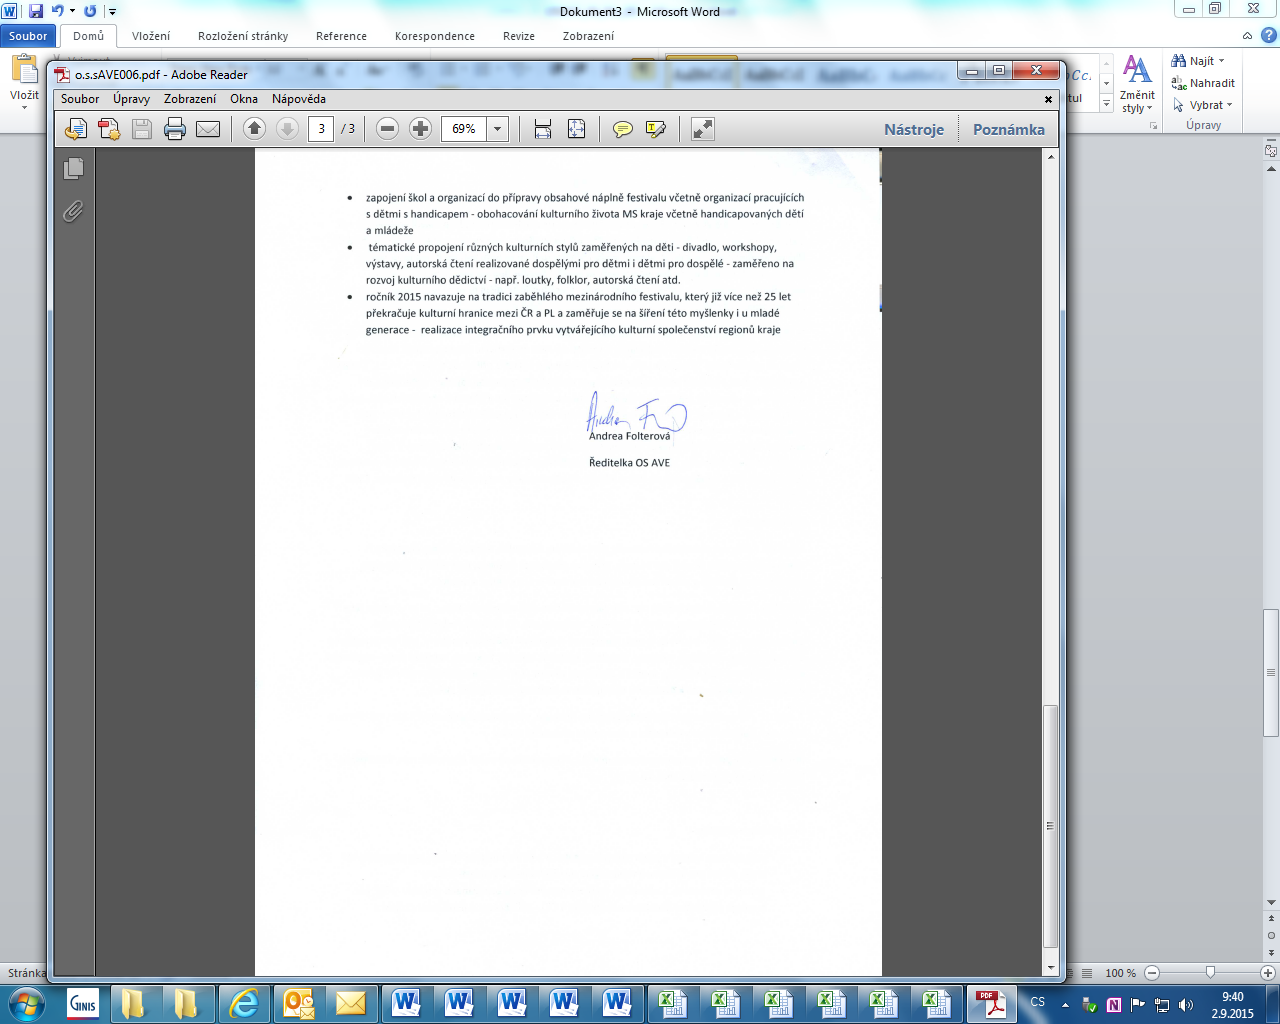 Dokument3 - Microsoft Word
Soubor Domů Vložení Rozložení stránky Reference Korespondence Revize Zobrazení
Vložit
Změnit
styly
Najít
Nahradit
Vybrat
Úpravy
o.s.sAVE006.pdf - Adobe Reader
Soubor Úpravy Zobrazení Okna Nápověda
3 / 3 69% Nástroje Poznámka
• zapojení škol a organizací do přípravy obsahové náplně festivalu včetně organizací pracujících
s dětmi s handicapem - obohacování kulturního života MS kraje včetně handicapovaných dětí
a mládeže
• tématické propojení různých kulturních stylů zaměřených na děti - divadlo, workshopy,
výstavy, autorská čtení realizované dospělými pro dětmi i dětmi pro dospělé - zaměřeno na
rozvoj kulturního dědictví - např. loutky, folklor, autorská čtení atd.
• ročník 2015 navazuje na tradici zaběhlého mezinárodního festivalu, který již více než 25 let
překračuje kulturní hranice mezi ČR a PL a zaměřuje se na šíření této myšlenky i u mladé
generace - realizace integračního prvku vytvářejícího kulturní společenství regionů kraje
Andrea Folterová
Ředitelka OS AVE
Stránka
100 %
GINIS
PDF
CS
9:40
2.9.2015